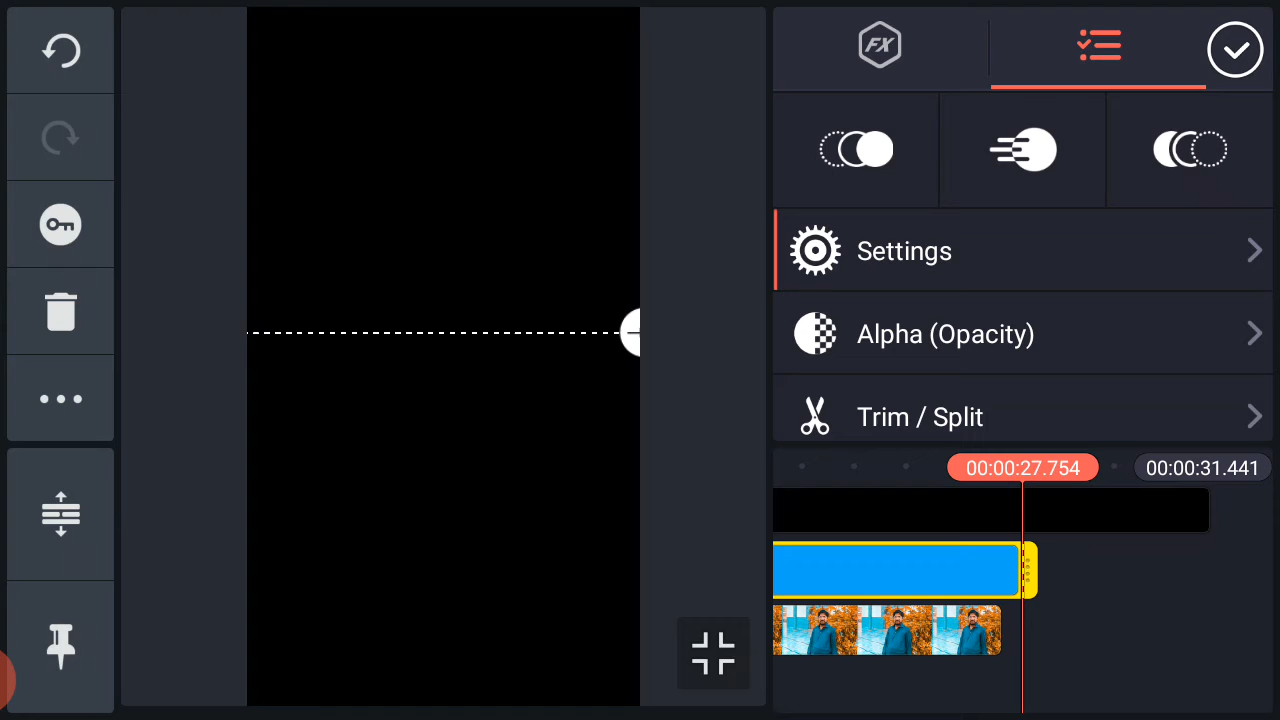 FX
Settings
Alpha (Opacity)
Trim / Split
00:00:27.754
00:00:31.441